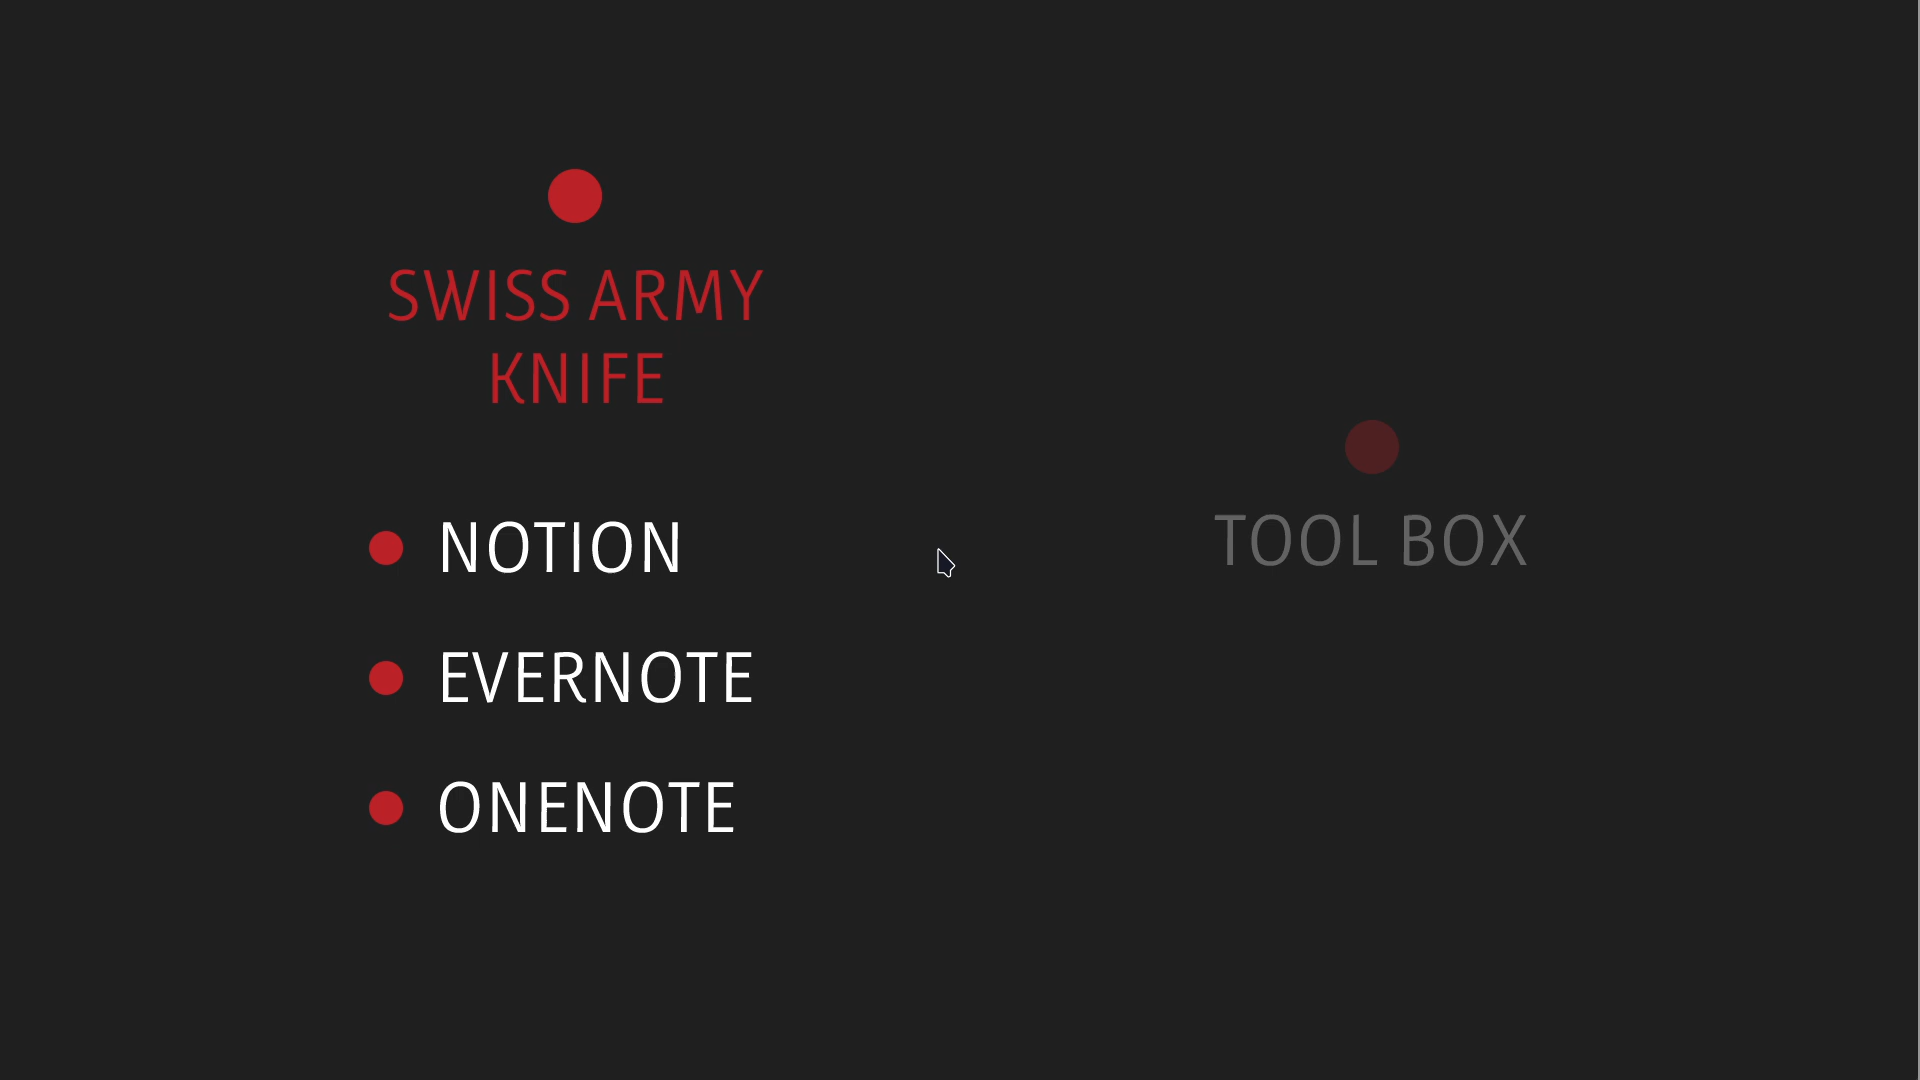 SWISS ARMY
KNIFE
NOTION
EVERNOTE
ONENOTE
TOOL BOX